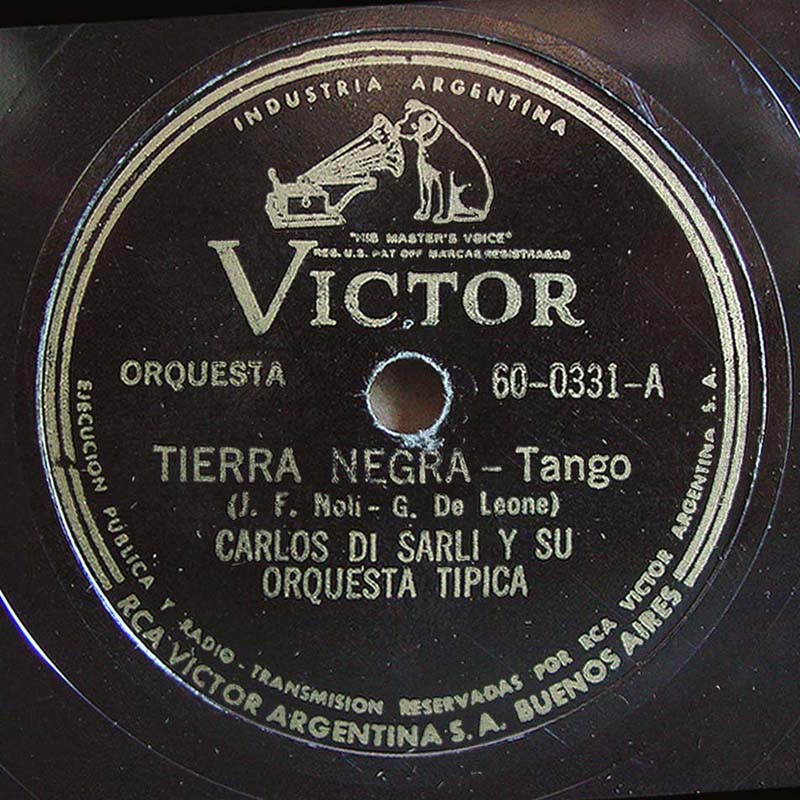 INDUSTRIA ARGENTINA
"HIS MASTER'S VOICE"
REG. U.S. PAT OFF MARCAS REGISTRADAS
VICTOR
ORQUESTA
60-0331-A
TIERRA NEGRA - Tango
(J. F. Noli - G. De Leone)
CARLOS DI SARLI Y SU
ORQUESTA TIPICA
EJECUCION PÚBLICA Y RADIO-TRANSMISION RESERVADAS POR RCA VICTOR ARGENTINA S.A.
RCA VICTOR ARGENTINA S.A. BUENOS AIRES